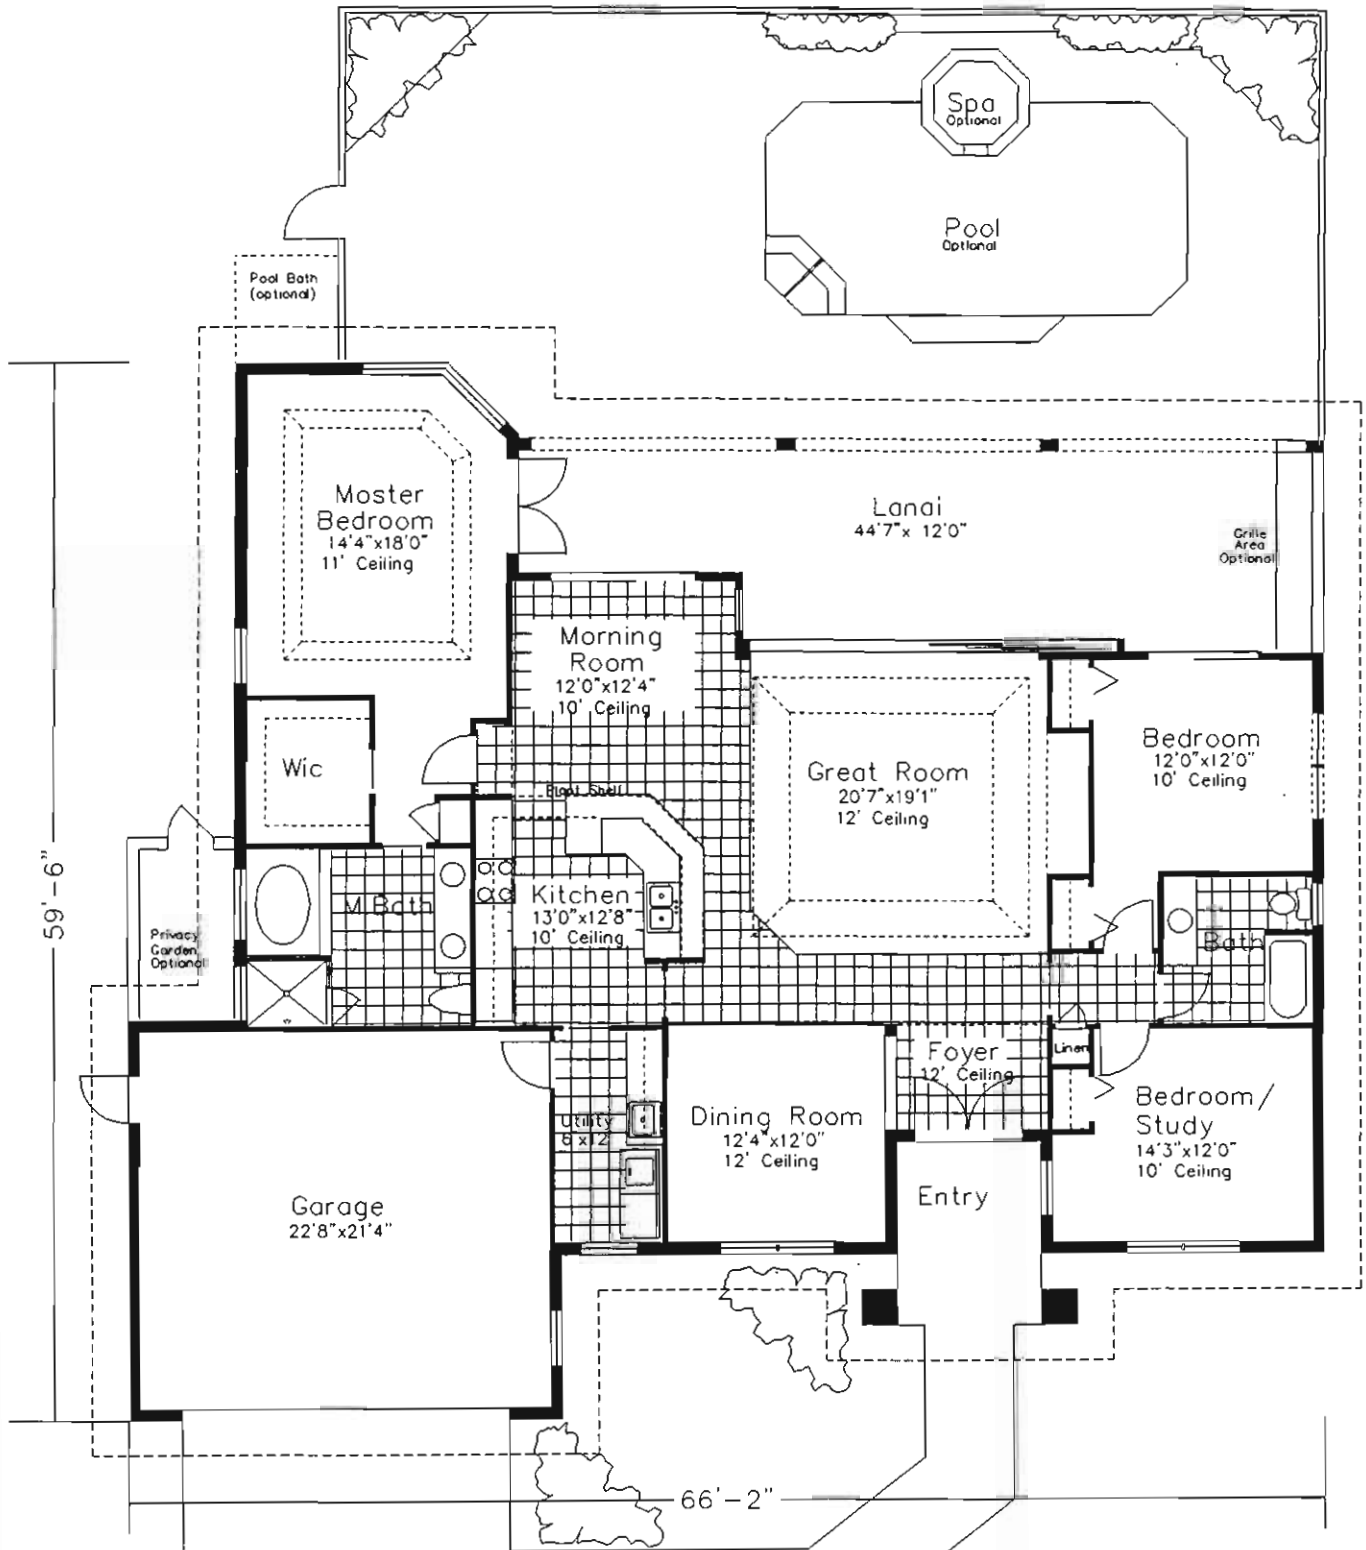 Spa
Optional
Pool
Optional
Pool Bath
(optional)
Moster
Bedroom
14'4"x18'0"
11' Ceiling
Lanai
44'7"x 12'0"
Grille
Area
Optional
Morning
Room
12'0"x12'4"
10' Ceiling
Wic
Plant Shelf
Great Room
20'7"x19'1"
12' Ceiling
Bedroom
12'0"x12'0"
10' Ceiling
59'-6"
M Bath
Kitchen
13'0"x12'8"
10' Ceiling
Privacy
Garden
Optional
Bath
Linen
Foyer
12' Ceiling
Utility
6 x12
Dining Room
12'4"x12'0"
12' Ceiling
Bedroom/
Study
14'3"x12'0"
10' Ceiling
Garage
22'8"x21'4"
Entry
66'-2"